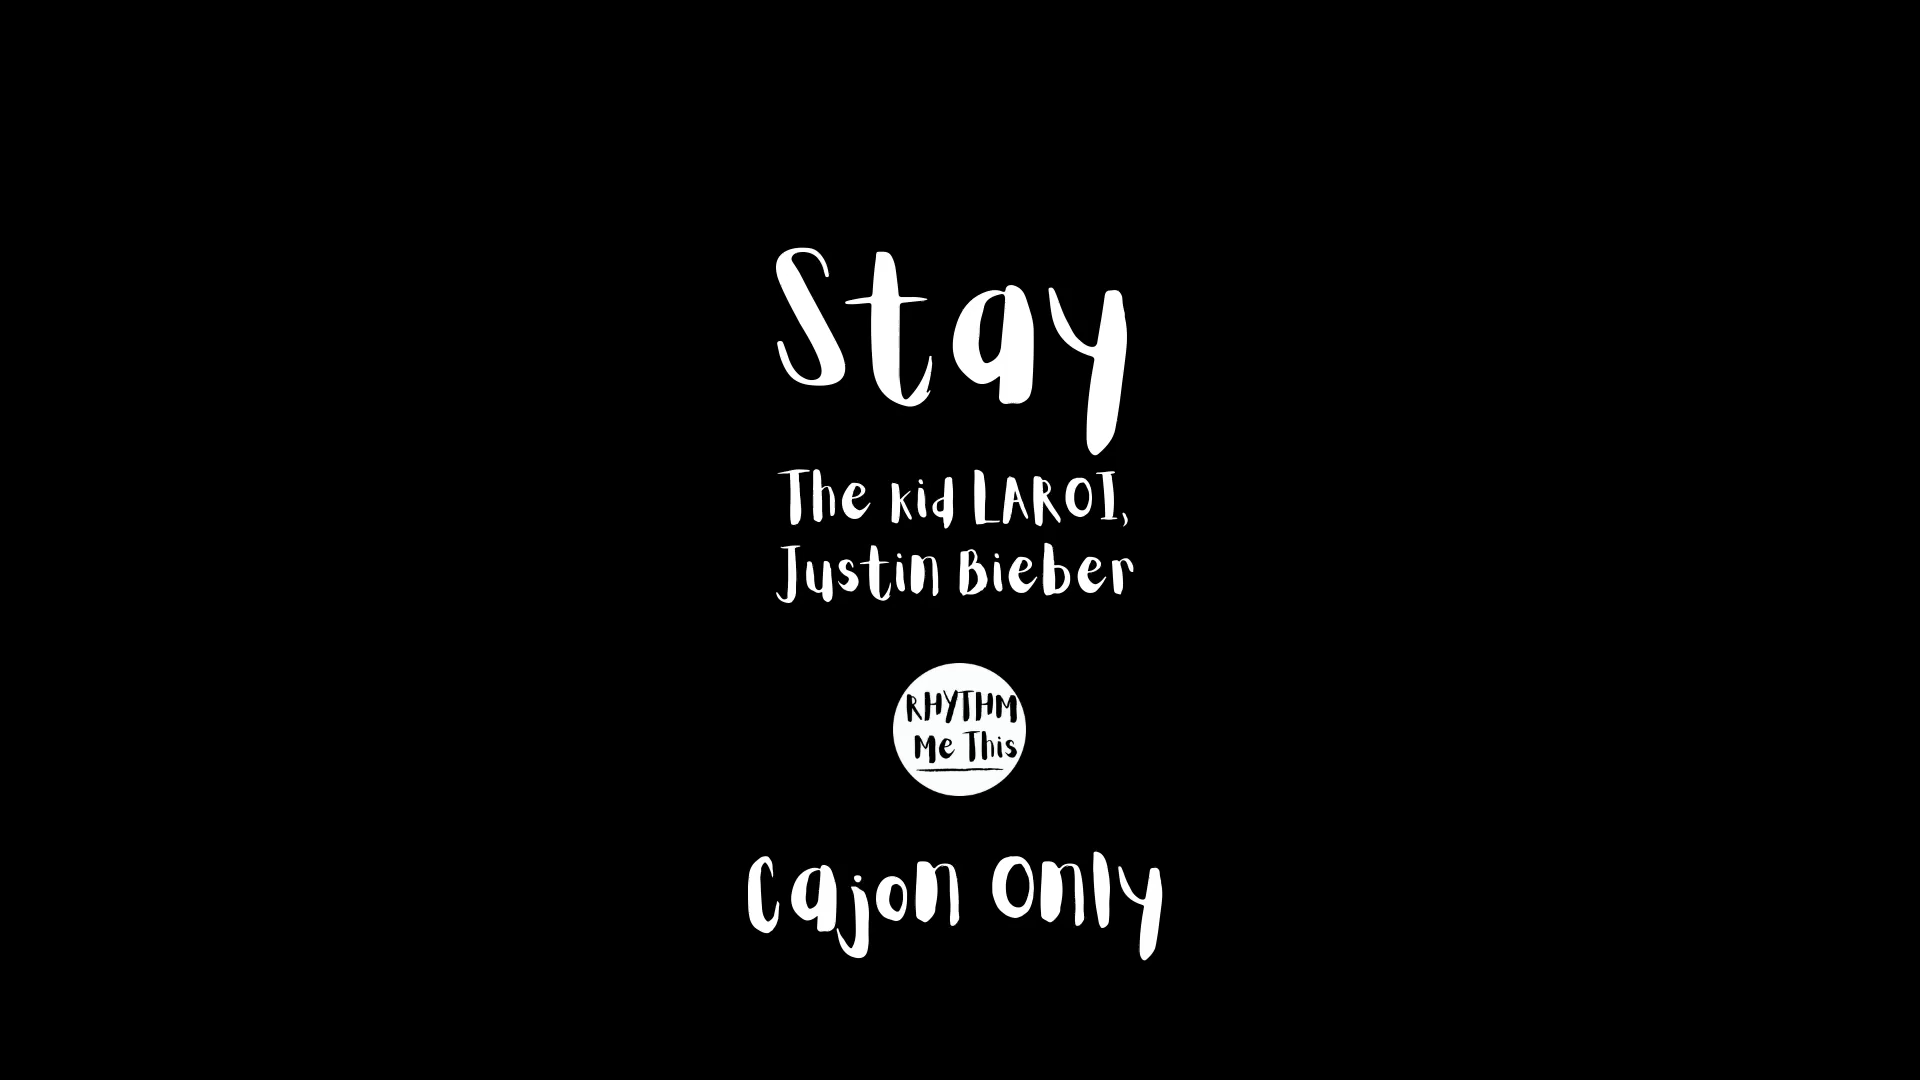 Stay
The kid LAROI,
Justin Bieber
RHYTHM
Me This
Cajon Only